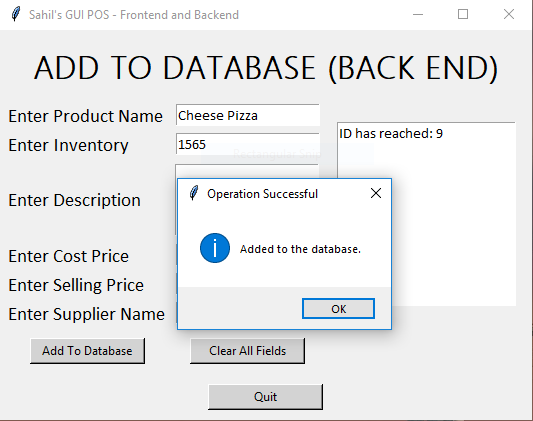 Sahil's GUI POS - Frontend and Backend
ADD TO DATABASE (BACK END)
Enter Product Name
Cheese Pizza
Enter Inventory
1565
ID has reached: 9
Enter Description
Operation Successful
Added to the database.
OK
Enter Cost Price
Enter Selling Price
Enter Supplier Name
Add To Database
Clear All Fields
Quit